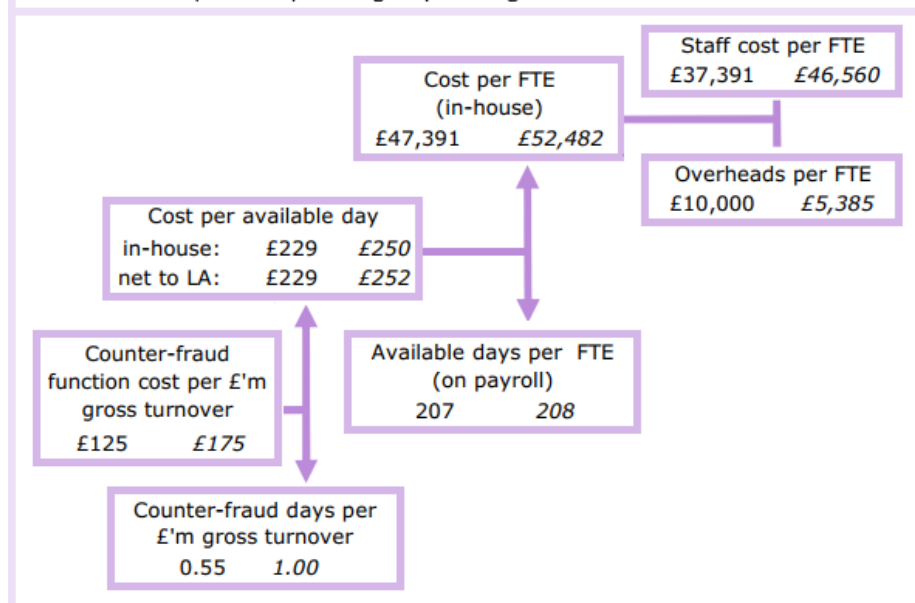 Staff cost per FTE
£37,391 £46,560
Cost per FTE
(in-house)
£47,391 £52,482
Overheads per FTE
£10,000 £5,385
Cost per available day
in-house: £229 £250
net to LA: £229 £252
Counter-fraud
function cost per £'m
gross turnover
£125 £175
Available days per FTE
(on payroll)
207 208
Counter-fraud days per
£'m gross turnover
0.55 1.00